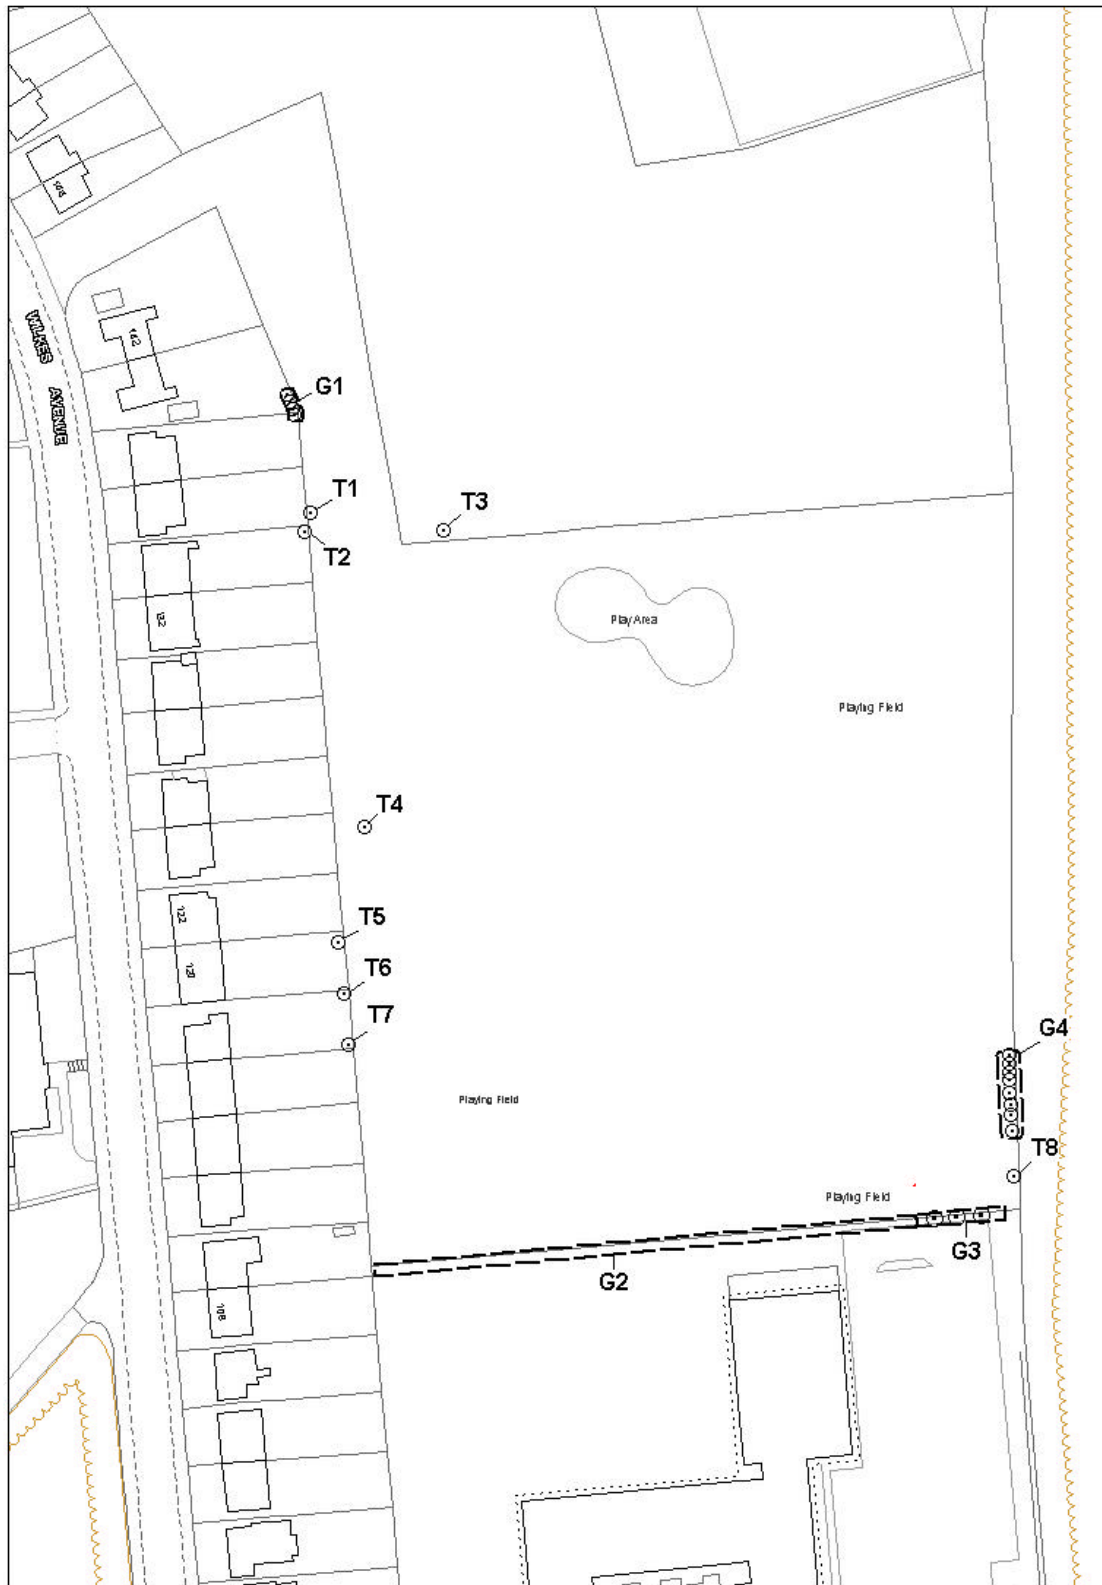 142
WILKES
AVENUE
G1
T1
T3
T2
132
Play Area
Playing Field
T4
122
T5
120
T6
T7
G4
Playing Field
T8
Playing Field
G3
G2
108